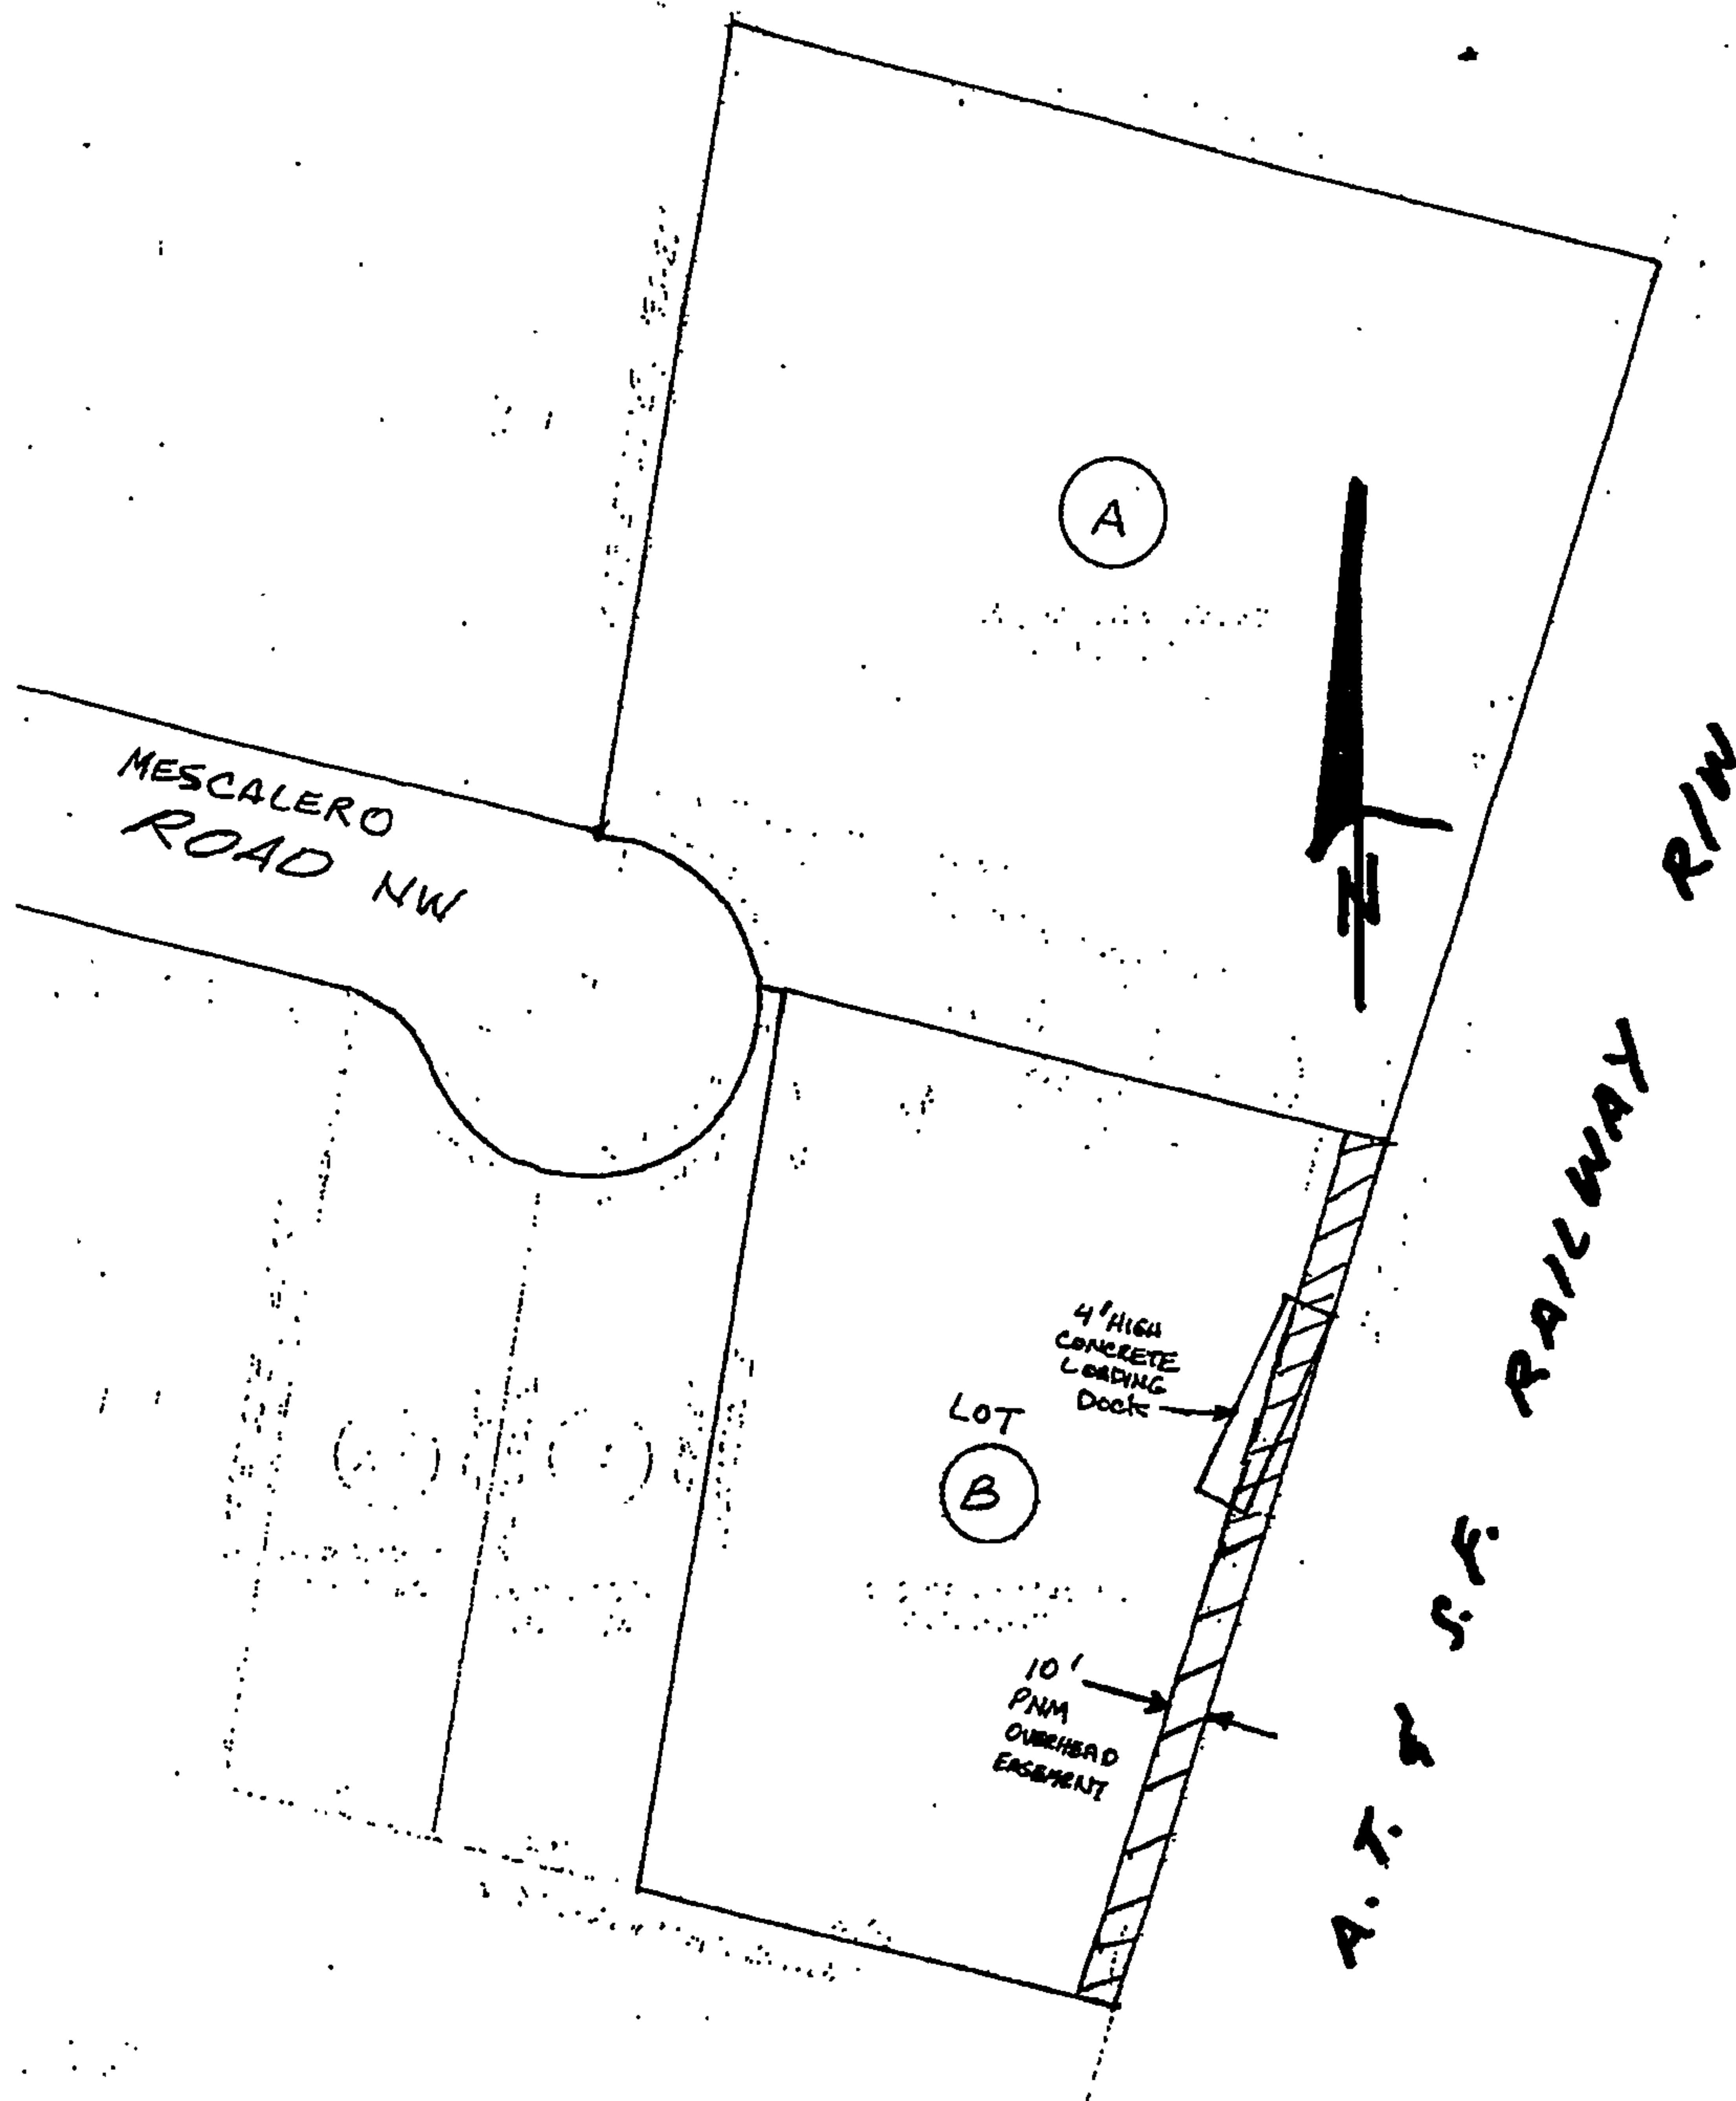 A
N
MESCALERO
ROAD NW
4' HIGH
CONCRETE
LOADING
DOCK
LOT
B
10'
PNM
OVERHEAD
EASEMENT
A. T. & S. F. RAILWAY R/W